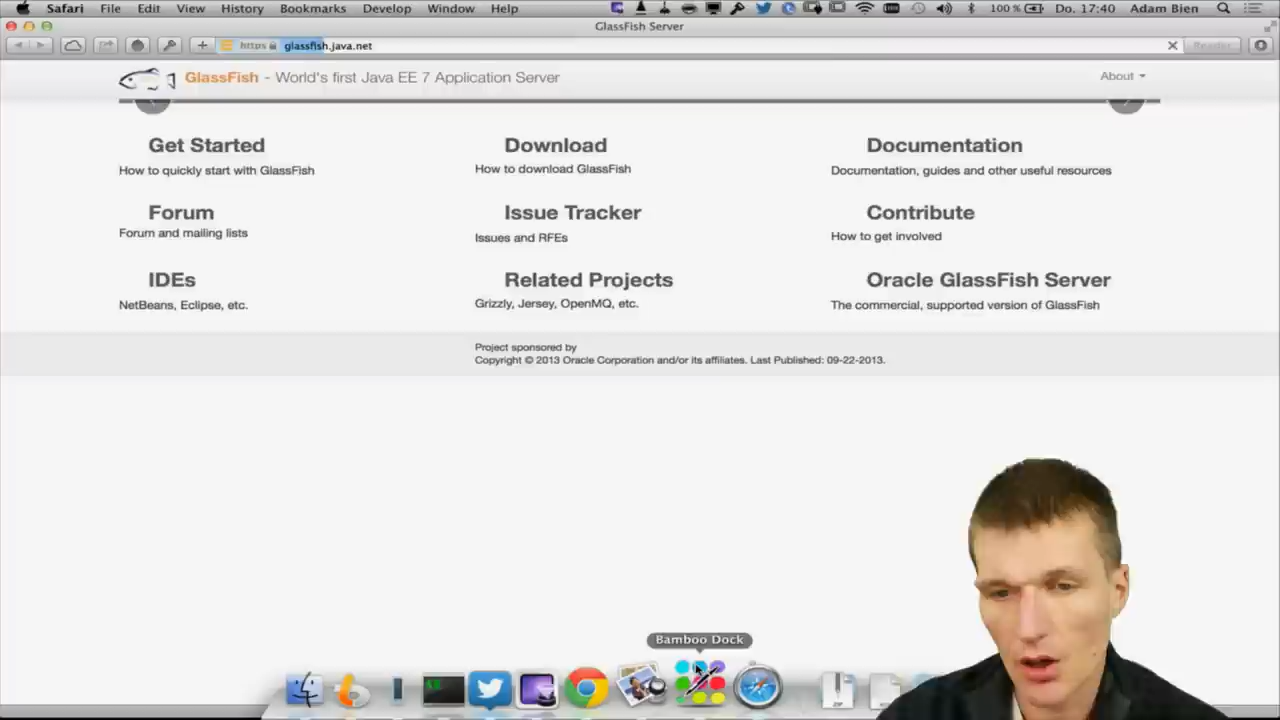 Safari File Edit View History Bookmarks Develop Window Help 100 % Do. 17:40 Adam Bien
GlassFish Server
https glassfish.java.net Reader
GlassFish - World's first Java EE 7 Application Server About
Get Started Download Documentation
How to quickly start with GlassFish How to download GlassFish Documentation, guides and other useful resources
Forum Issue Tracker Contribute
Forum and mailing lists Issues and RFEs How to get involved
IDEs Related Projects Oracle GlassFish Server
NetBeans, Eclipse, etc. Grizzly, Jersey, OpenMQ, etc. The commercial, supported version of GlassFish
Project sponsored by
Copyright © 2013 Oracle Corporation and/or its affiliates. Last Published: 09-22-2013.
Bamboo Dock
ZIP